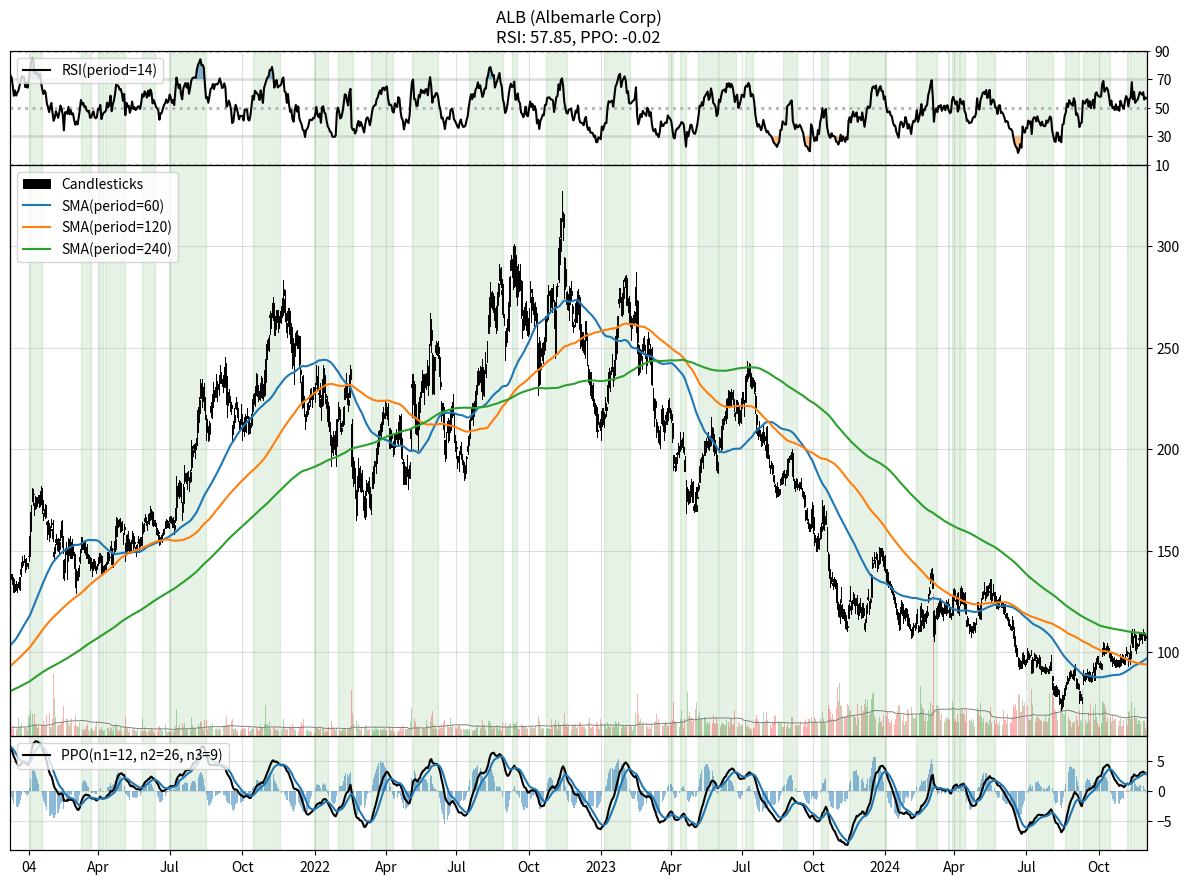 ALB (Albemarle Corp)
RSI: 57.85, PPO: -0.02
RSI(period=14)
90
70
50
30
10
Candlesticks
SMA(period=60)
SMA(period=120)
SMA(period=240)
300
250
200
150
100
PPO(n1=12, n2=26, n3=9)
5
0
−5
04 Apr Jul Oct 2022 Apr Jul Oct 2023 Apr Jul Oct 2024 Apr Jul Oct